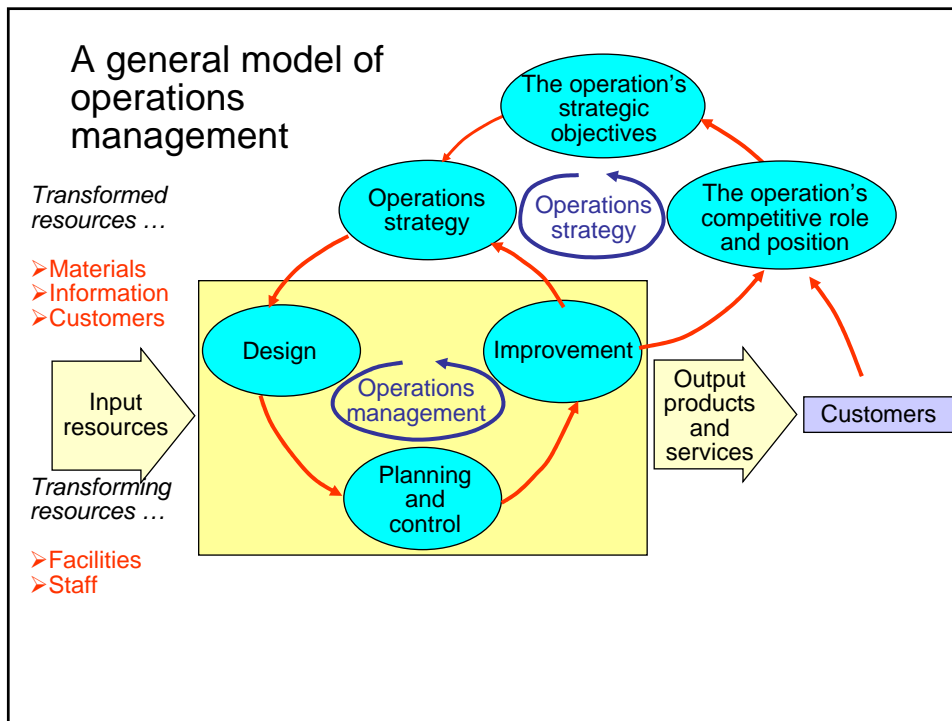 A general model of
operations
management
The operation’s
strategic
objectives
Transformed
resources …
➢Materials
➢Information
➢Customers
Operations
strategy
Operations
strategy
The operation’s
competitive role
and position
Design
Improvement
Operations
management
Planning
and
control
Input
resources
Output
products
and
services
Customers
Transforming
resources …
➢Facilities
➢Staff